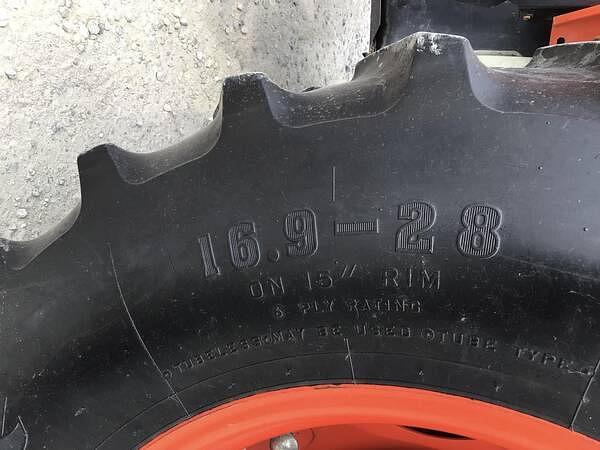 16.9-28
ON 15" RIM
6 PLY RATING
TUBELESS•MAY BE USED TUBE TYPE